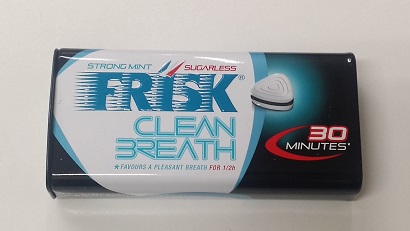 STRONG MINT SUGARLESS
FRISK®
CLEAN
BREATH
★FAVOURS A PLEASANT BREATH FOR 1/2h
30
MINUTES*